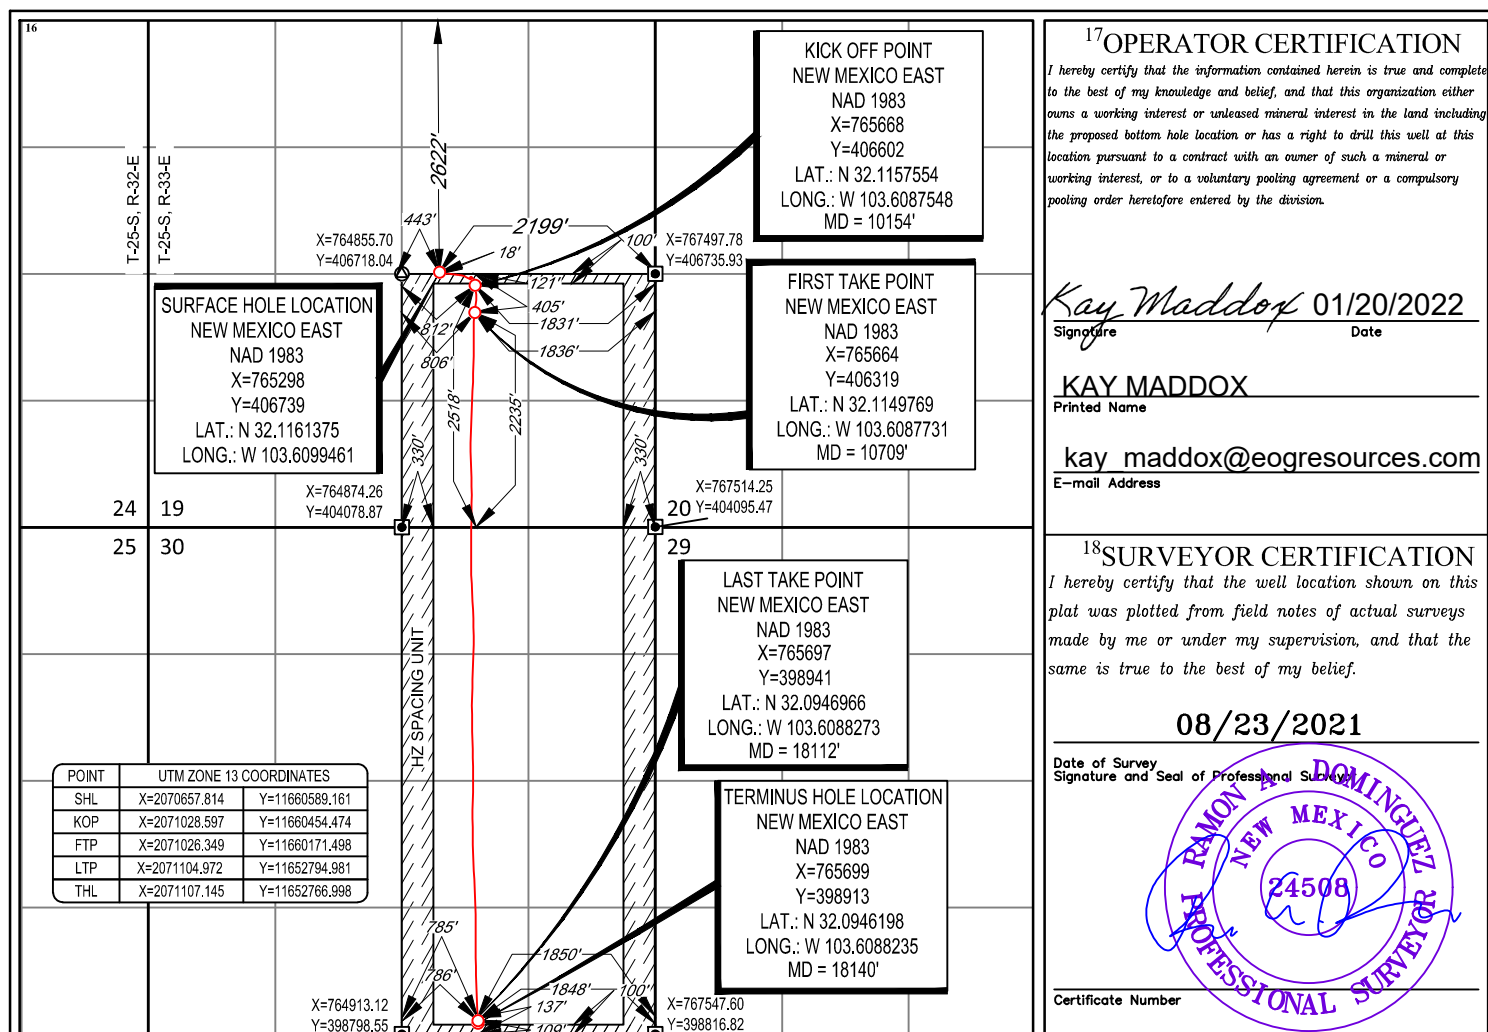 16
T-25-S, R-32-E
T-25-S, R-33-E
2622'
443'
2199'
18'
100'
X=764855.70
Y=406718.04
X=767497.78
Y=406735.93
KICK OFF POINT
NEW MEXICO EAST
NAD 1983
X=765668
Y=406602
LAT.: N 32.1157554
LONG.: W 103.6087548
MD = 10154'
SURFACE HOLE LOCATION
NEW MEXICO EAST
NAD 1983
X=765298
Y=406739
LAT.: N 32.1161375
LONG.: W 103.6099461
FIRST TAKE POINT
NEW MEXICO EAST
NAD 1983
X=765664
Y=406319
LAT.: N 32.1149769
LONG.: W 103.6087731
MD = 10709'
121'
405'
812'
1831'
806'
1836'
2518'
2235'
330'
330'
X=764874.26
Y=404078.87
X=767514.25
Y=404095.47
24 19
20
25 30
29
HZ SPACING UNIT
LAST TAKE POINT
NEW MEXICO EAST
NAD 1983
X=765697
Y=398941
LAT.: N 32.0946966
LONG.: W 103.6088273
MD = 18112'
TERMINUS HOLE LOCATION
NEW MEXICO EAST
NAD 1983
X=765699
Y=398913
LAT.: N 32.0946198
LONG.: W 103.6088235
MD = 18140'
POINT UTM ZONE 13 COORDINATES
SHL X=2070657.814 Y=11660589.161
KOP X=2071028.597 Y=11660454.474
FTP X=2071026.349 Y=11660171.498
LTP X=2071104.972 Y=11652794.981
THL X=2071107.145 Y=11652766.998
785'
1850'
786'
1848'
100'
137'
109'
X=764913.12
Y=398798.55
X=767547.60
Y=398816.82
17 OPERATOR CERTIFICATION
I hereby certify that the information contained herein is true and complete
to the best of my knowledge and belief, and that this organization either
owns a working interest or unleased mineral interest in the land including
the proposed bottom hole location or has a right to drill this well at this
location pursuant to a contract with an owner of such a mineral or
working interest, or to a voluntary pooling agreement or a compulsory
pooling order heretofore entered by the division.
Kay Maddox 01/20/2022
Signature Date
KAY MADDOX
Printed Name
kay_maddox@eogresources.com
E-mail Address
18 SURVEYOR CERTIFICATION
I hereby certify that the well location shown on this
plat was plotted from field notes of actual surveys
made by me or under my supervision, and that the
same is true to the best of my belief.
08/23/2021
Date of Survey
Signature and Seal of Professional Surveyor
RAMON A. DOMINGUEZ
NEW MEXICO
24508
PROFESSIONAL SURVEYOR
Certificate Number